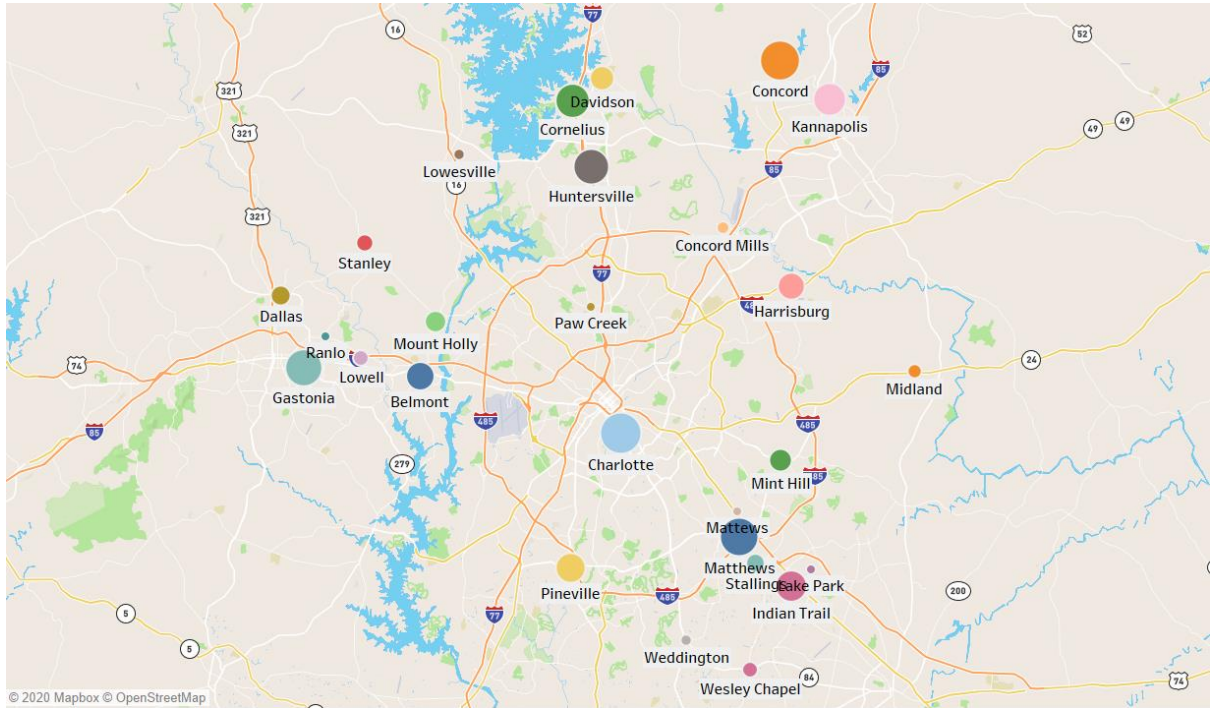 16
77
52
321
Concord
85
Davidson
Kannapolis
Cornelius
49
49
321
Lowesville
85
16
Huntersville
321
Concord Mills
Stanley
77
Harrisburg
48
Dallas
Paw Creek
Mount Holly
Ranlo
74
24
Lowell
Gastonia
Belmont
Midland
485
485
85
Charlotte
279
Mint Hill
85
Mattews
Matthews
Stallings
Lake Park
Pineville
485
200
Indian Trail
5
77
5
Weddington
Wesley Chapel
84
74
© 2020 Mapbox © OpenStreetMap